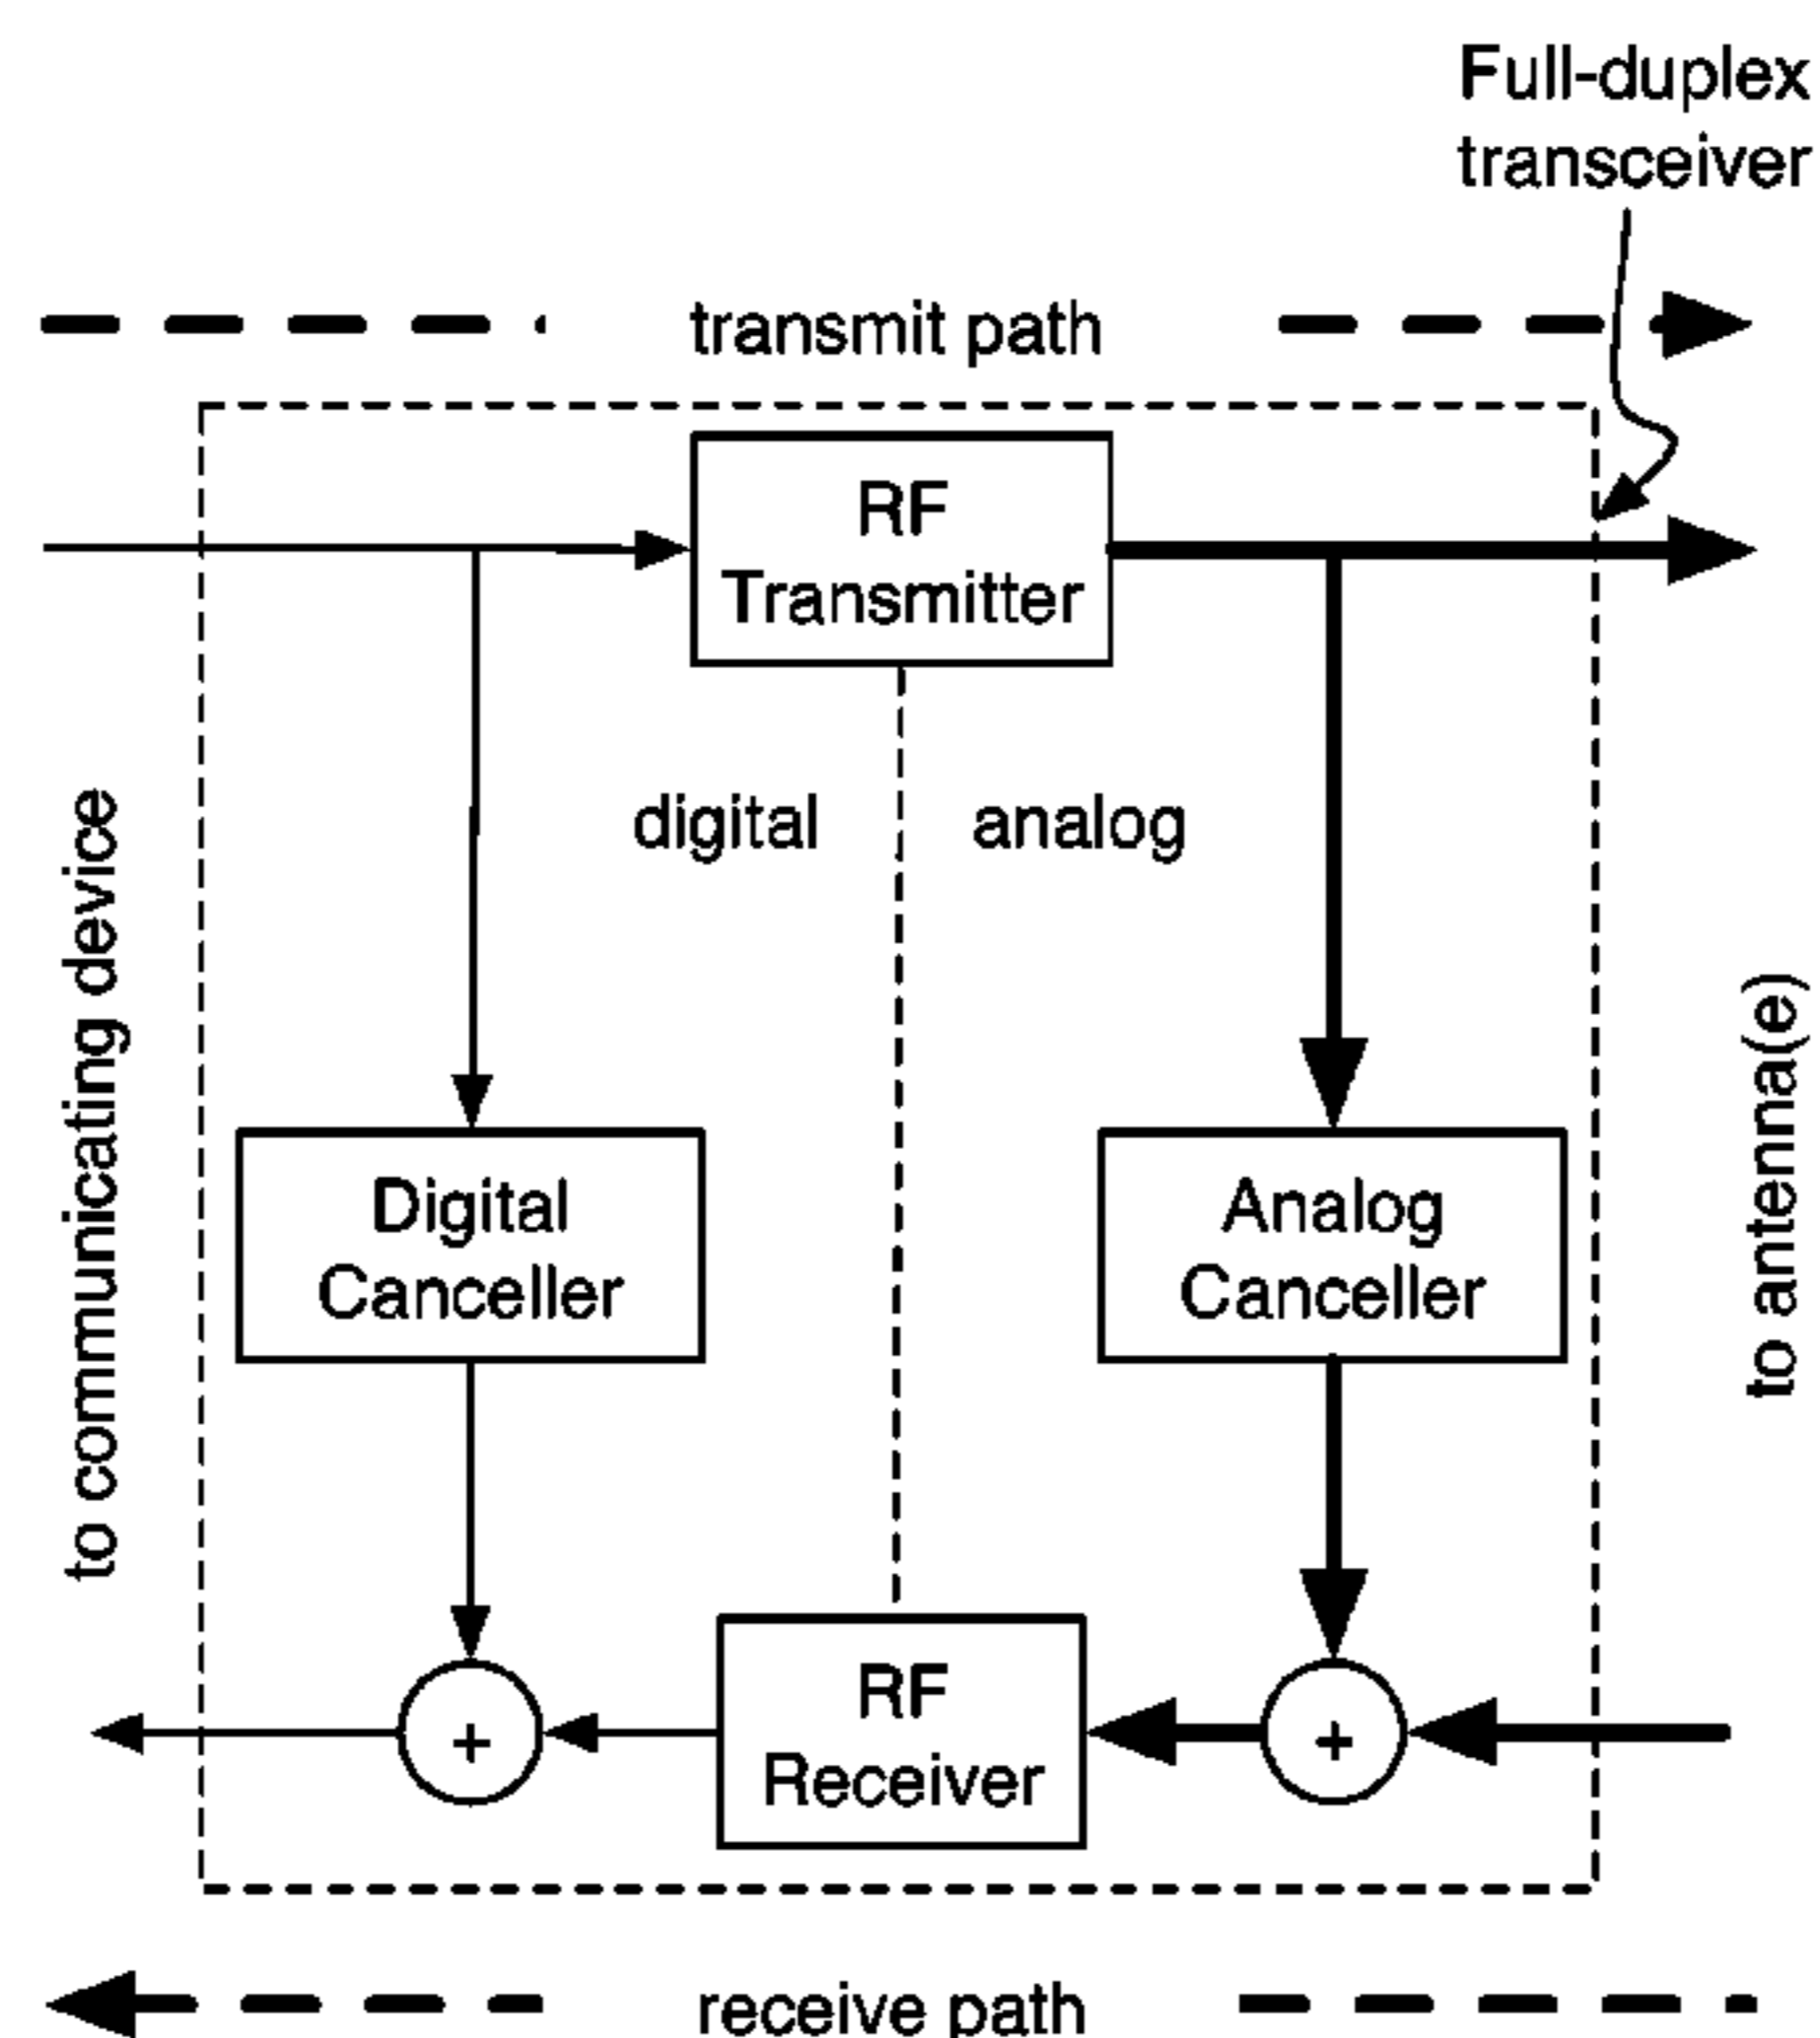 Full-duplex
transceiver
transmit path
RF
Transmitter
digital
analog
to communicating device
to antenna(e)
Digital
Canceller
Analog
Canceller
+
RF
Receiver
+
receive path